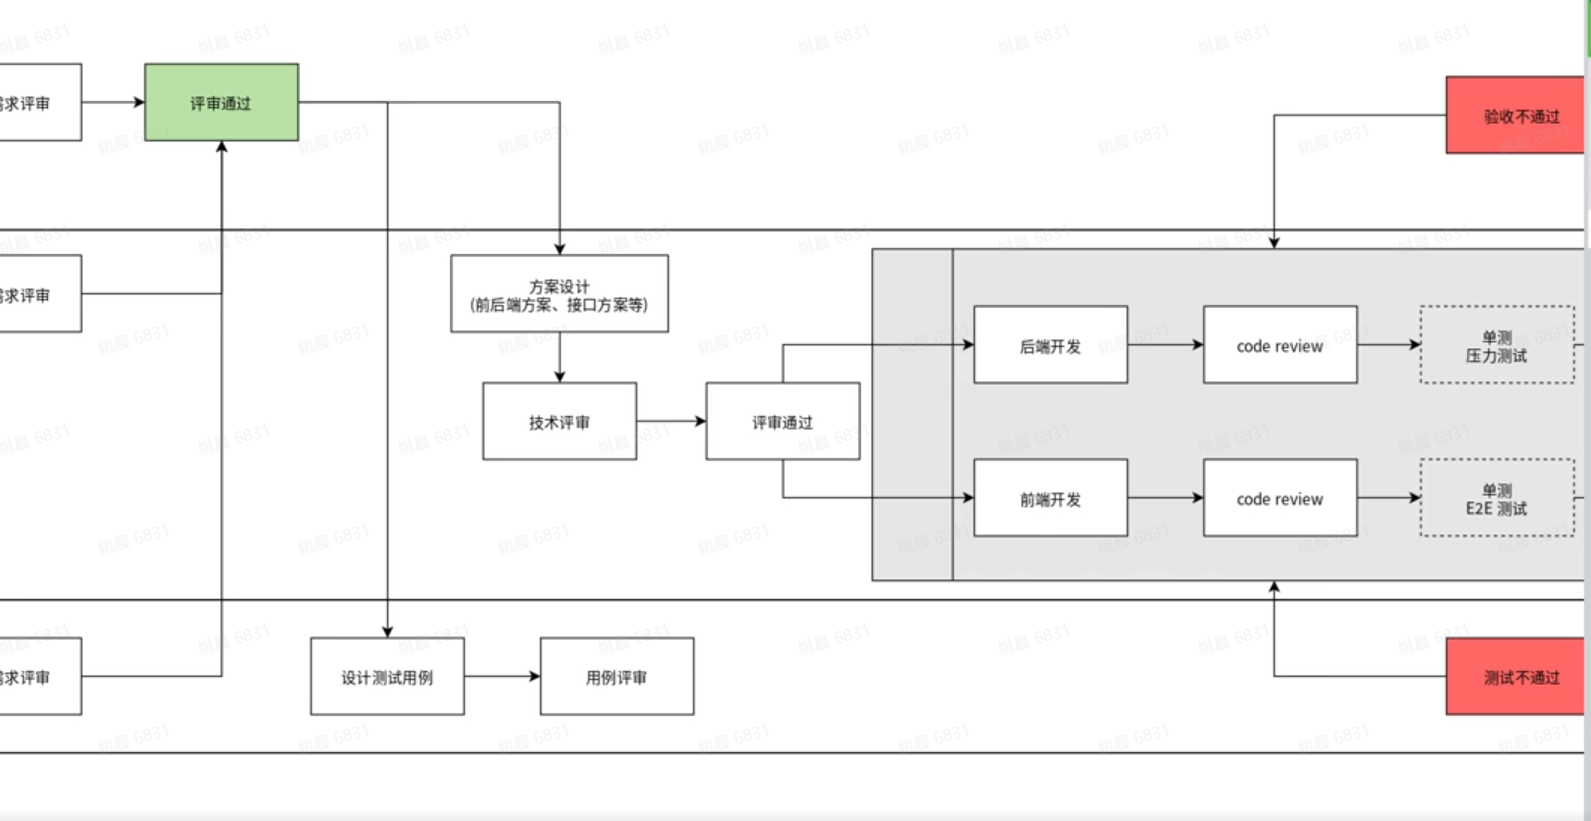 需求评审
评审通过
验收不通过
需求评审
方案设计
(前后端方案、接口方案等)
后端开发
code review
单测
压力测试
技术评审
评审通过
前端开发
code review
单测
E2E 测试
需求评审
设计测试用例
用例评审
测试不通过
姚晨 6831